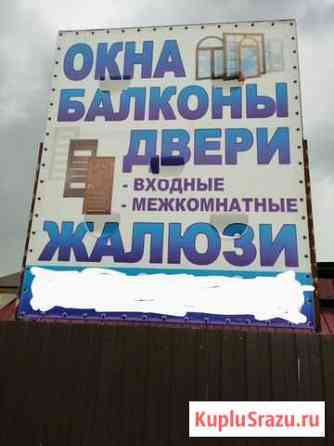 ОКНА
БАЛКОНЫ
ДВЕРИ
- ВХОДНЫЕ
- МЕЖКОМНАТНЫЕ
ЖАЛЮЗИ
KupluSrazu.ru